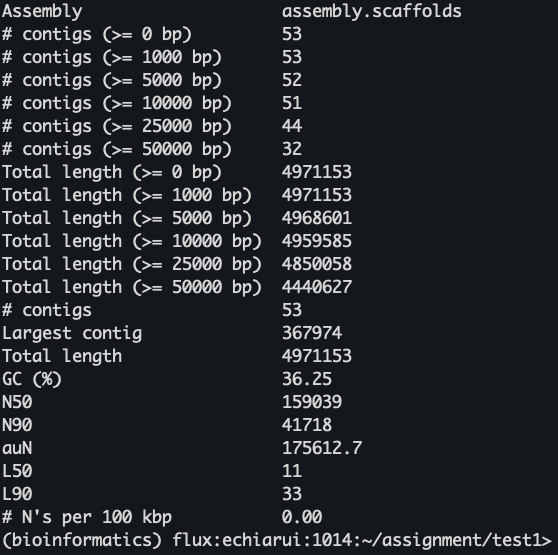 Assembly                    assembly.scaffolds
# contigs (>= 0 bp)         53
# contigs (>= 1000 bp)      53
# contigs (>= 5000 bp)      52
# contigs (>= 10000 bp)     51
# contigs (>= 25000 bp)     44
# contigs (>= 50000 bp)     32
Total length (>= 0 bp)      4971153
Total length (>= 1000 bp)   4971153
Total length (>= 5000 bp)   4968601
Total length (>= 10000 bp)  4959585
Total length (>= 25000 bp)  4850058
Total length (>= 50000 bp)  4440627
# contigs                   53
Largest contig              367974
Total length                4971153
GC (%)                      36.25
N50                         159039
N90                         41718
auN                         175612.7
L50                         11
L90                         33
# N's per 100 kbp           0.00
(bioinformatics) flux:echiarui:1014:~/assignment/test1>